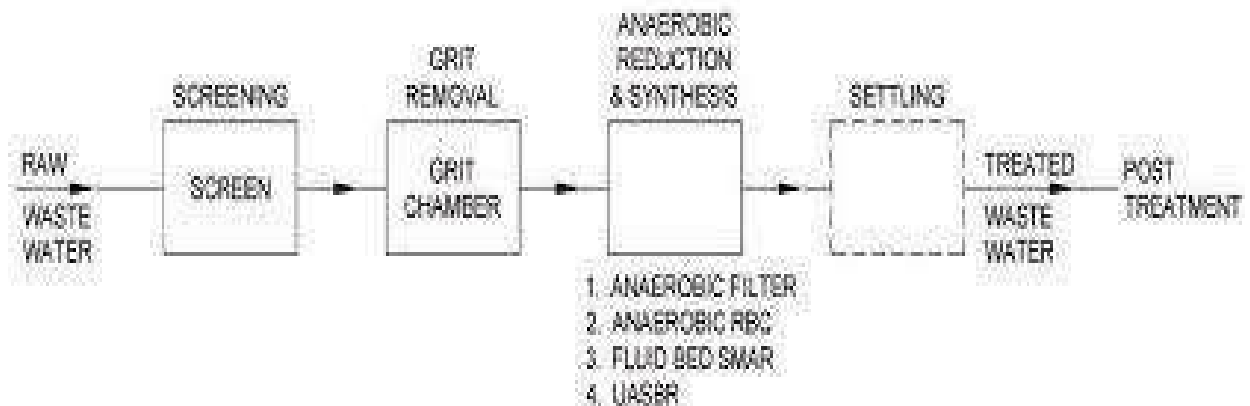 SCREENING
SCREEN
GRIT
REMOVAL
GRIT
CHAMBER
ANAEROBIC
REDUCTION
& SYNTHESIS
SETTLING
RAW
WASTE
WATER
TREATED
WASTE
WATER
POST
TREATMENT
1. ANAEROBIC FILTER
2. ANAEROBIC RBC
3. FLUID BED SMAR
4. UASBR